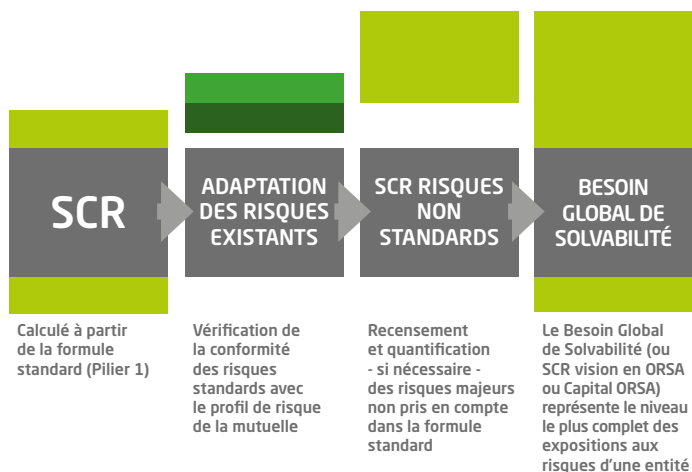 SCR
ADAPTATION
DES RISQUES
EXISTANTS
SCR RISQUES
NON
STANDARDS
BESOIN
GLOBAL DE
SOLVABILITÉ
Calculé à partir
de la formule
standard (Pilier 1)
Vérification de
la conformité
des risques
standards avec
le profil de risque
de la mutuelle
Recensement
et quantification
- si nécessaire -
des risques majeurs
non pris en compte
dans la formule
standard
Le Besoin Global
de Solvabilité (ou
SCR vision en ORSA
ou Capital ORSA)
représente le niveau
le plus complet des
expositions aux
risques d'une entité